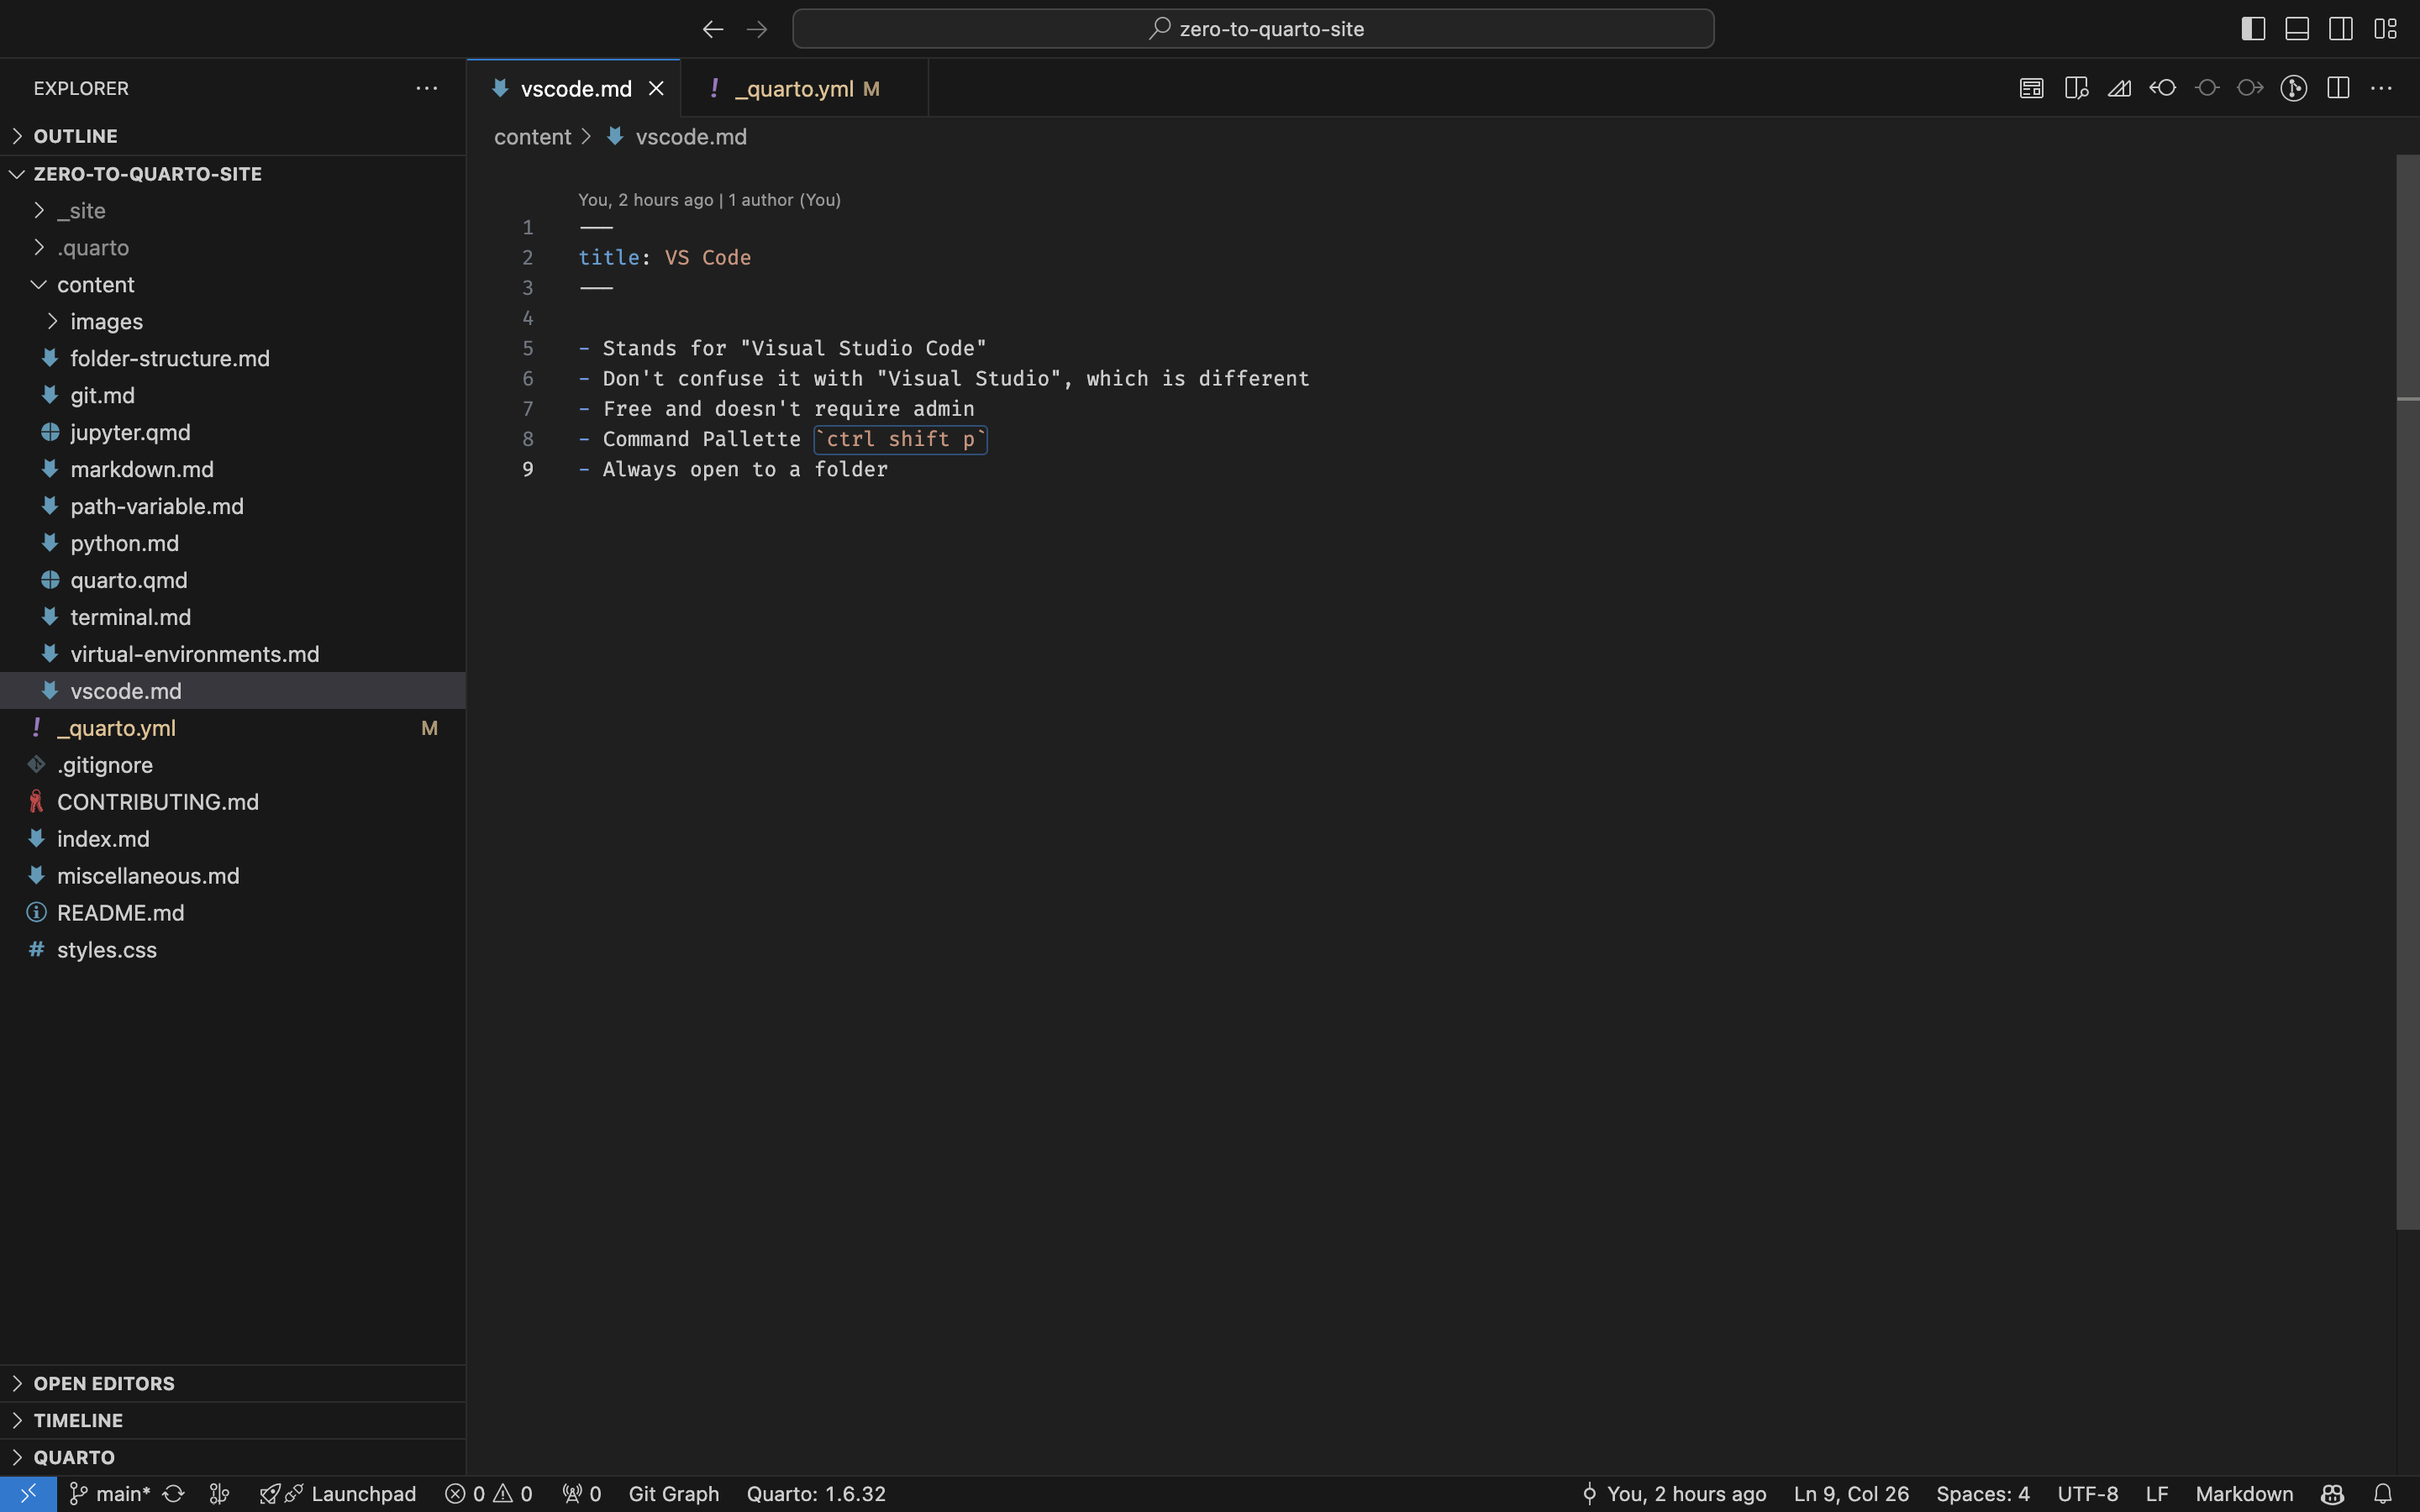 zero-to-quarto-site
EXPLORER
OUTLINE
ZERO-TO-QUARTO-SITE
_site
.quarto
content
images
folder-structure.md
git.md
jupyter.qmd
markdown.md
path-variable.md
python.md
quarto.qmd
terminal.md
virtual-environments.md
vscode.md
_quarto.yml M
.gitignore
CONTRIBUTING.md
index.md
miscellaneous.md
README.md
styles.css
OPEN EDITORS
TIMELINE
QUARTO
vscode.md
_quarto.yml M
content > vscode.md
You, 2 hours ago | 1 author (You)
1 ---
2 title: VS Code
3 ---
4
5 - Stands for "Visual Studio Code"
6 - Don't confuse it with "Visual Studio", which is different
7 - Free and doesn't require admin
8 - Command Pallette `ctrl shift p`
9 - Always open to a folder
main* Launchpad 0 0 0 Git Graph Quarto: 1.6.32 You, 2 hours ago Ln 9, Col 26 Spaces: 4 UTF-8 LF Markdown